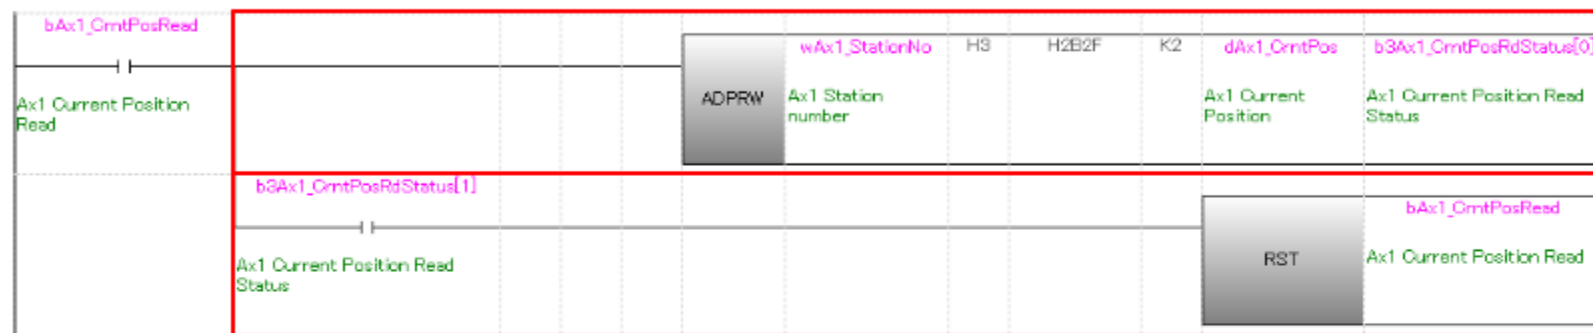 bAx1_CrntPosRead
Ax1 Current Position
Read
ADPRW
wAx1_StationNo
Ax1 Station
number
H3
H2B2F
K2
dAx1_CrntPos
Ax1 Current
Position
b3Ax1_CrntPosRdStatus[0]
Ax1 Current Position Read
Status
b3Ax1_CrntPosRdStatus[1]
Ax1 Current Position Read
Status
RST
bAx1_CrntPosRead
Ax1 Current Position Read